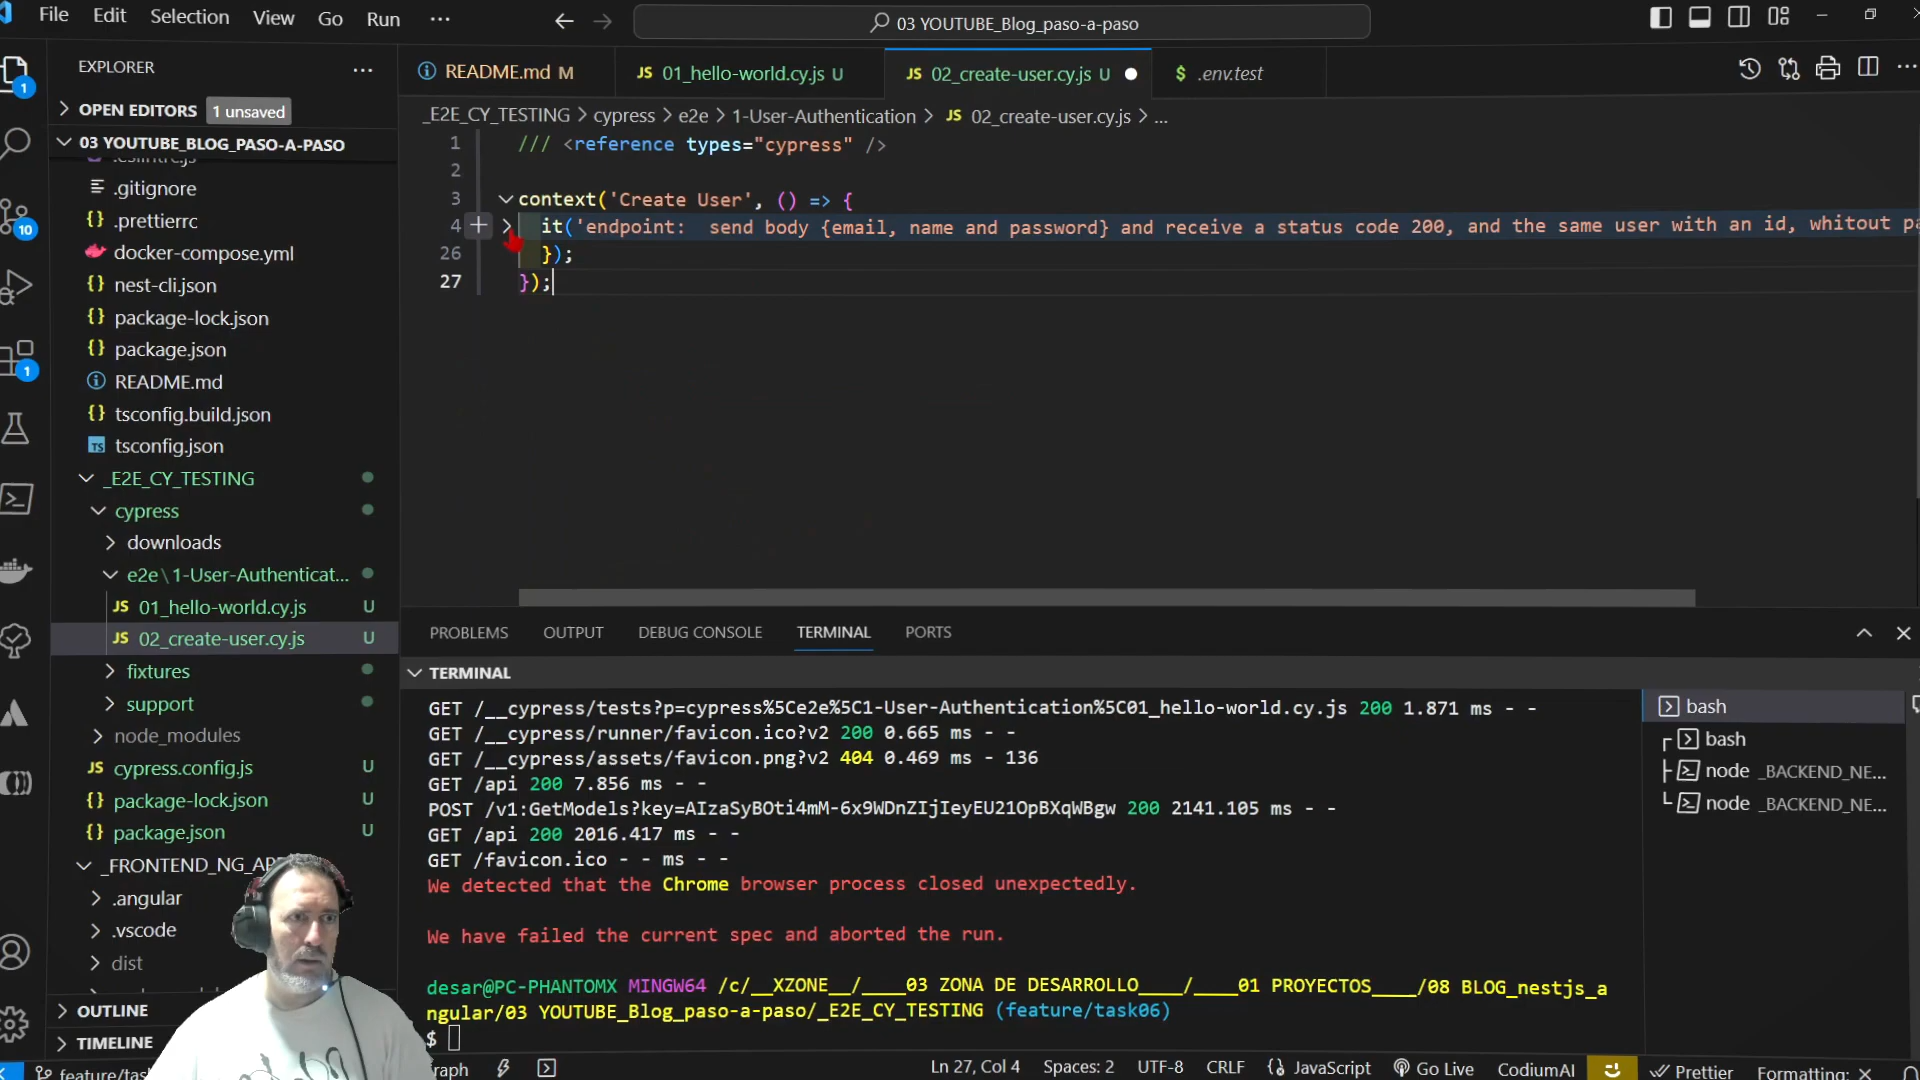 File Edit Selection View Go Run ···
03 YOUTUBE_Blog_paso-a-paso
EXPLORER
OPEN EDITORS 1 unsaved
03 YOUTUBE_BLOG_PASO-A-PASO
.eslintrc.js
.gitignore
.prettierrc
docker-compose.yml
nest-cli.json
package-lock.json
package.json
README.md
tsconfig.build.json
tsconfig.json
_E2E_CY_TESTING
cypress
downloads
e2e\1-User-Authenticat...
01_hello-world.cy.js U
02_create-user.cy.js U
fixtures
support
node_modules
cypress.config.js U
package-lock.json U
package.json U
_FRONTEND_NG_AP
.angular
.vscode
dist
OUTLINE
TIMELINE
1
10
1
README.md M
01_hello-world.cy.js U
02_create-user.cy.js U
.env.test
_E2E_CY_TESTING > cypress > e2e > 1-User-Authentication > 02_create-user.cy.js > ...
1 /// <reference types="cypress" />
2
3 context('Create User', () => {
4 it('endpoint:  send body {email, name and password} and receive a status code 200, and the same user with an id, whitout pa
26 });
27 });
PROBLEMS OUTPUT DEBUG CONSOLE TERMINAL PORTS
TERMINAL
GET /__cypress/tests?p=cypress%5Ce2e%5C1-User-Authentication%5C01_hello-world.cy.js 200 1.871 ms - -
GET /__cypress/runner/favicon.ico?v2 200 0.665 ms - -
GET /__cypress/assets/favicon.png?v2 404 0.469 ms - 136
GET /api 200 7.856 ms - -
POST /v1:GetModels?key=AIzaSyBOti4mM-6x9WDnZIjIeyEU21OpBXqWBgw 200 2141.105 ms - -
GET /api 200 2016.417 ms - -
GET /favicon.ico - - ms - -
We detected that the Chrome browser process closed unexpectedly.
We have failed the current spec and aborted the run.
desar@PC-PHANTOMX MINGW64 /c/__XZONE__/____03 ZONA DE DESARROLLO____/____01 PROYECTOS____/08 BLOG_nestjs_a
ngular/03 YOUTUBE_Blog_paso-a-paso/_E2E_CY_TESTING (feature/task06)
$
bash
bash
node _BACKEND_NE...
node _BACKEND_NE...
feature/tas
raph
Ln 27, Col 4 Spaces: 2 UTF-8 CRLF JavaScript Go Live CodiumAI Prettier Formatting: